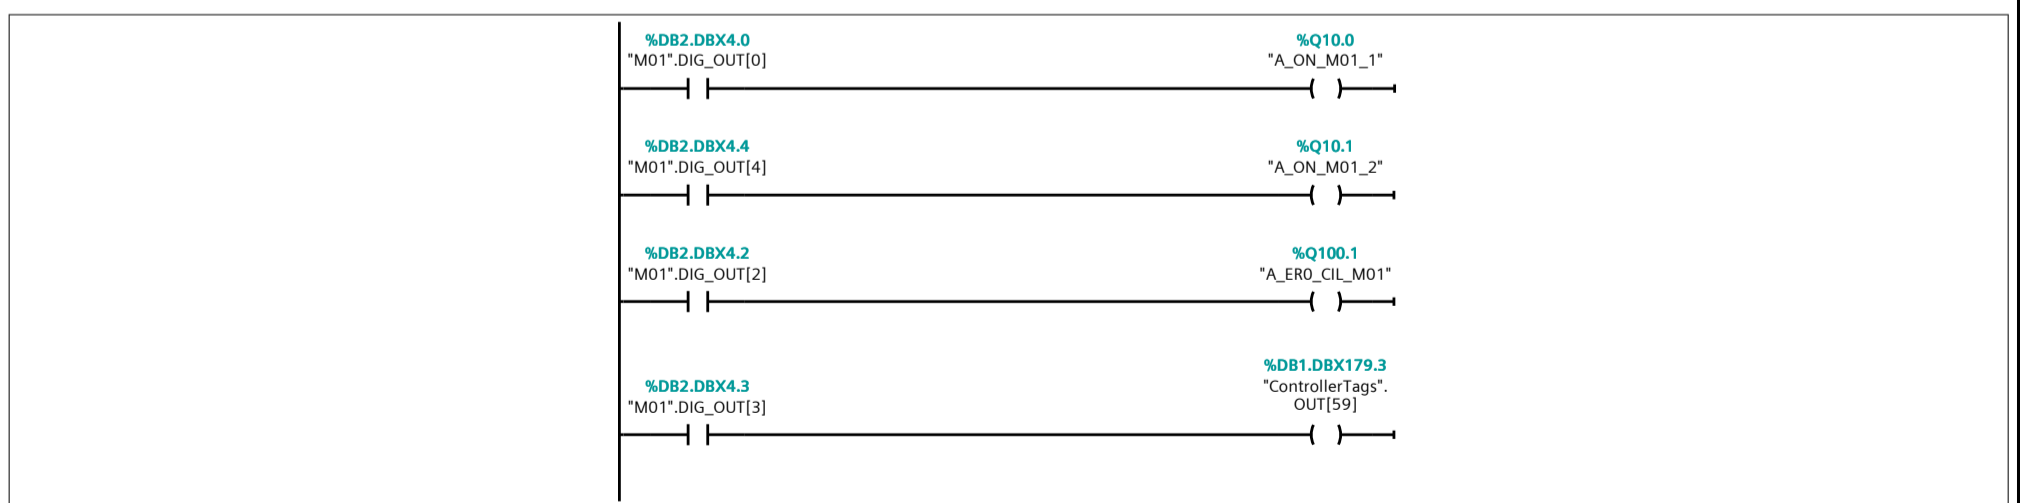 %DB2.DBX4.0
"M01".DIG_OUT[0]
%Q10.0
"A_ON_M01_1"
%DB2.DBX4.4
"M01".DIG_OUT[4]
%Q10.1
"A_ON_M01_2"
%DB2.DBX4.2
"M01".DIG_OUT[2]
%Q100.1
"A_ER0_CIL_M01"
%DB2.DBX4.3
"M01".DIG_OUT[3]
%DB1.DBX179.3
"ControllerTags".
OUT[59]